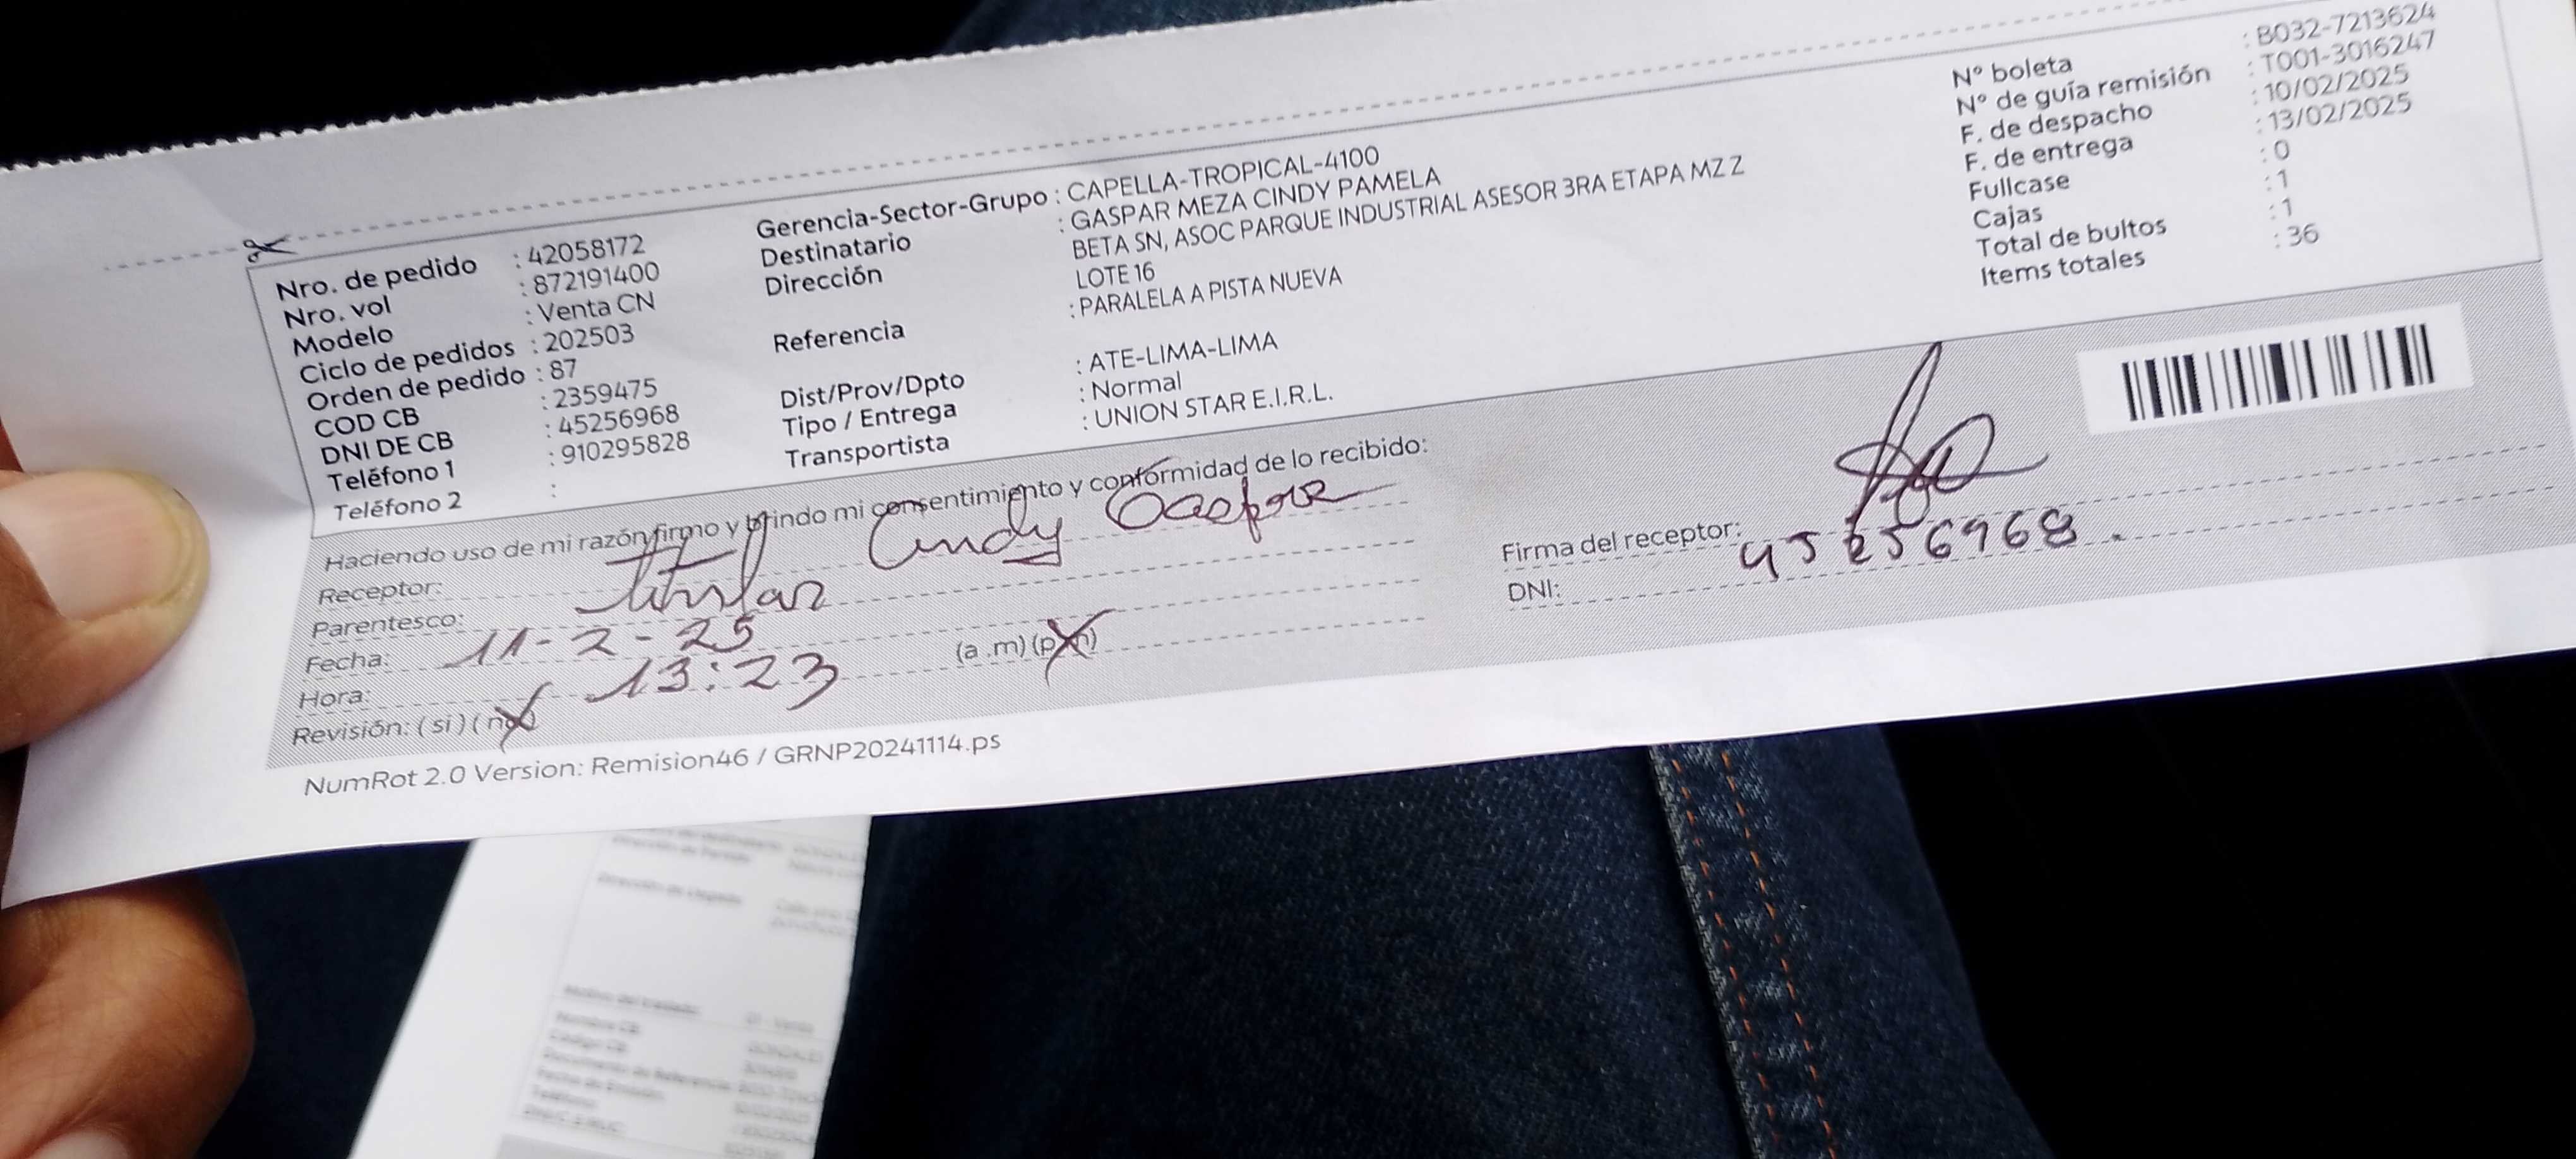 Nro. de pedido : 42058172
Nro. vol : 872191400
Modelo : Venta CN
Ciclo de pedidos : 202503
Orden de pedido : 87
COD CB : 2359475
DNI DE CB : 45256968
Teléfono 1 : 910295828
Teléfono 2 :
Gerencia-Sector-Grupo : CAPELLA-TROPICAL-4100
Destinatario : GASPAR MEZA CINDY PAMELA
Dirección BETA SN, ASOC PARQUE INDUSTRIAL ASESOR 3RA ETAPA MZ Z
LOTE 16
Referencia : PARALELA A PISTA NUEVA
Dist/Prov/Dpto : ATE-LIMA-LIMA
Tipo / Entrega : Normal
Transportista : UNION STAR E.I.R.L.
N° boleta : B032-7213624
N° de guía remisión : T001-3016247
F. de despacho : 10/02/2025
F. de entrega : 13/02/2025
Fullcase : 0
Cajas : 1
Total de bultos : 1
Items totales : 36
Haciendo uso de mi razón firmo y brindo mi consentimiento y conformidad de lo recibido:
Receptor: Cindy Gaspar
Parentesco: titular
Fecha: 11-2-25
Hora: 13:23 (a .m) (p.m)
Revisión: ( si ) ( no )
Firma del receptor:
DNI: 45256968.
NumRot 2.0 Version: Remision46 / GRNP20241114.ps